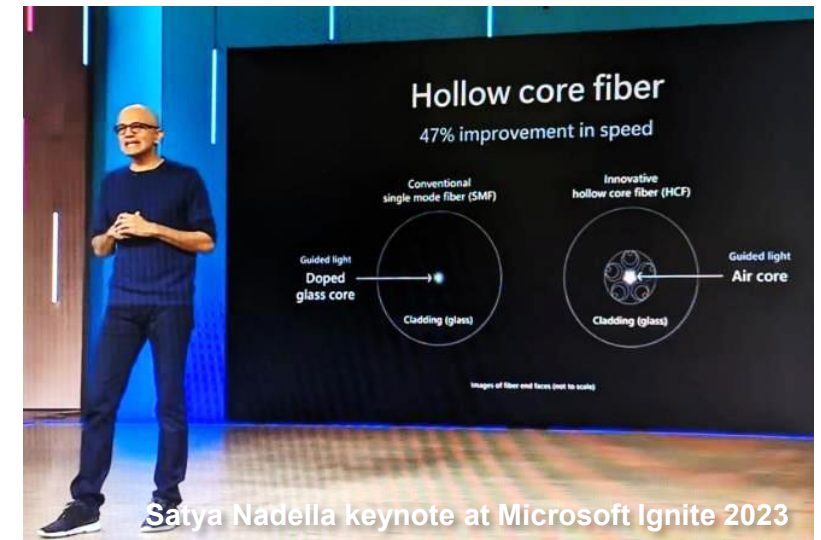 Hollow core fiber
47% improvement in speed
Conventional
single mode fiber (SMF)
Innovative
hollow core fiber (HCF)
Guided light
Doped
glass core
Cladding (glass)
Guided light
Air core
Cladding (glass)
Images of fiber end faces (not to scale)
Satya Nadella keynote at Microsoft Ignite 2023